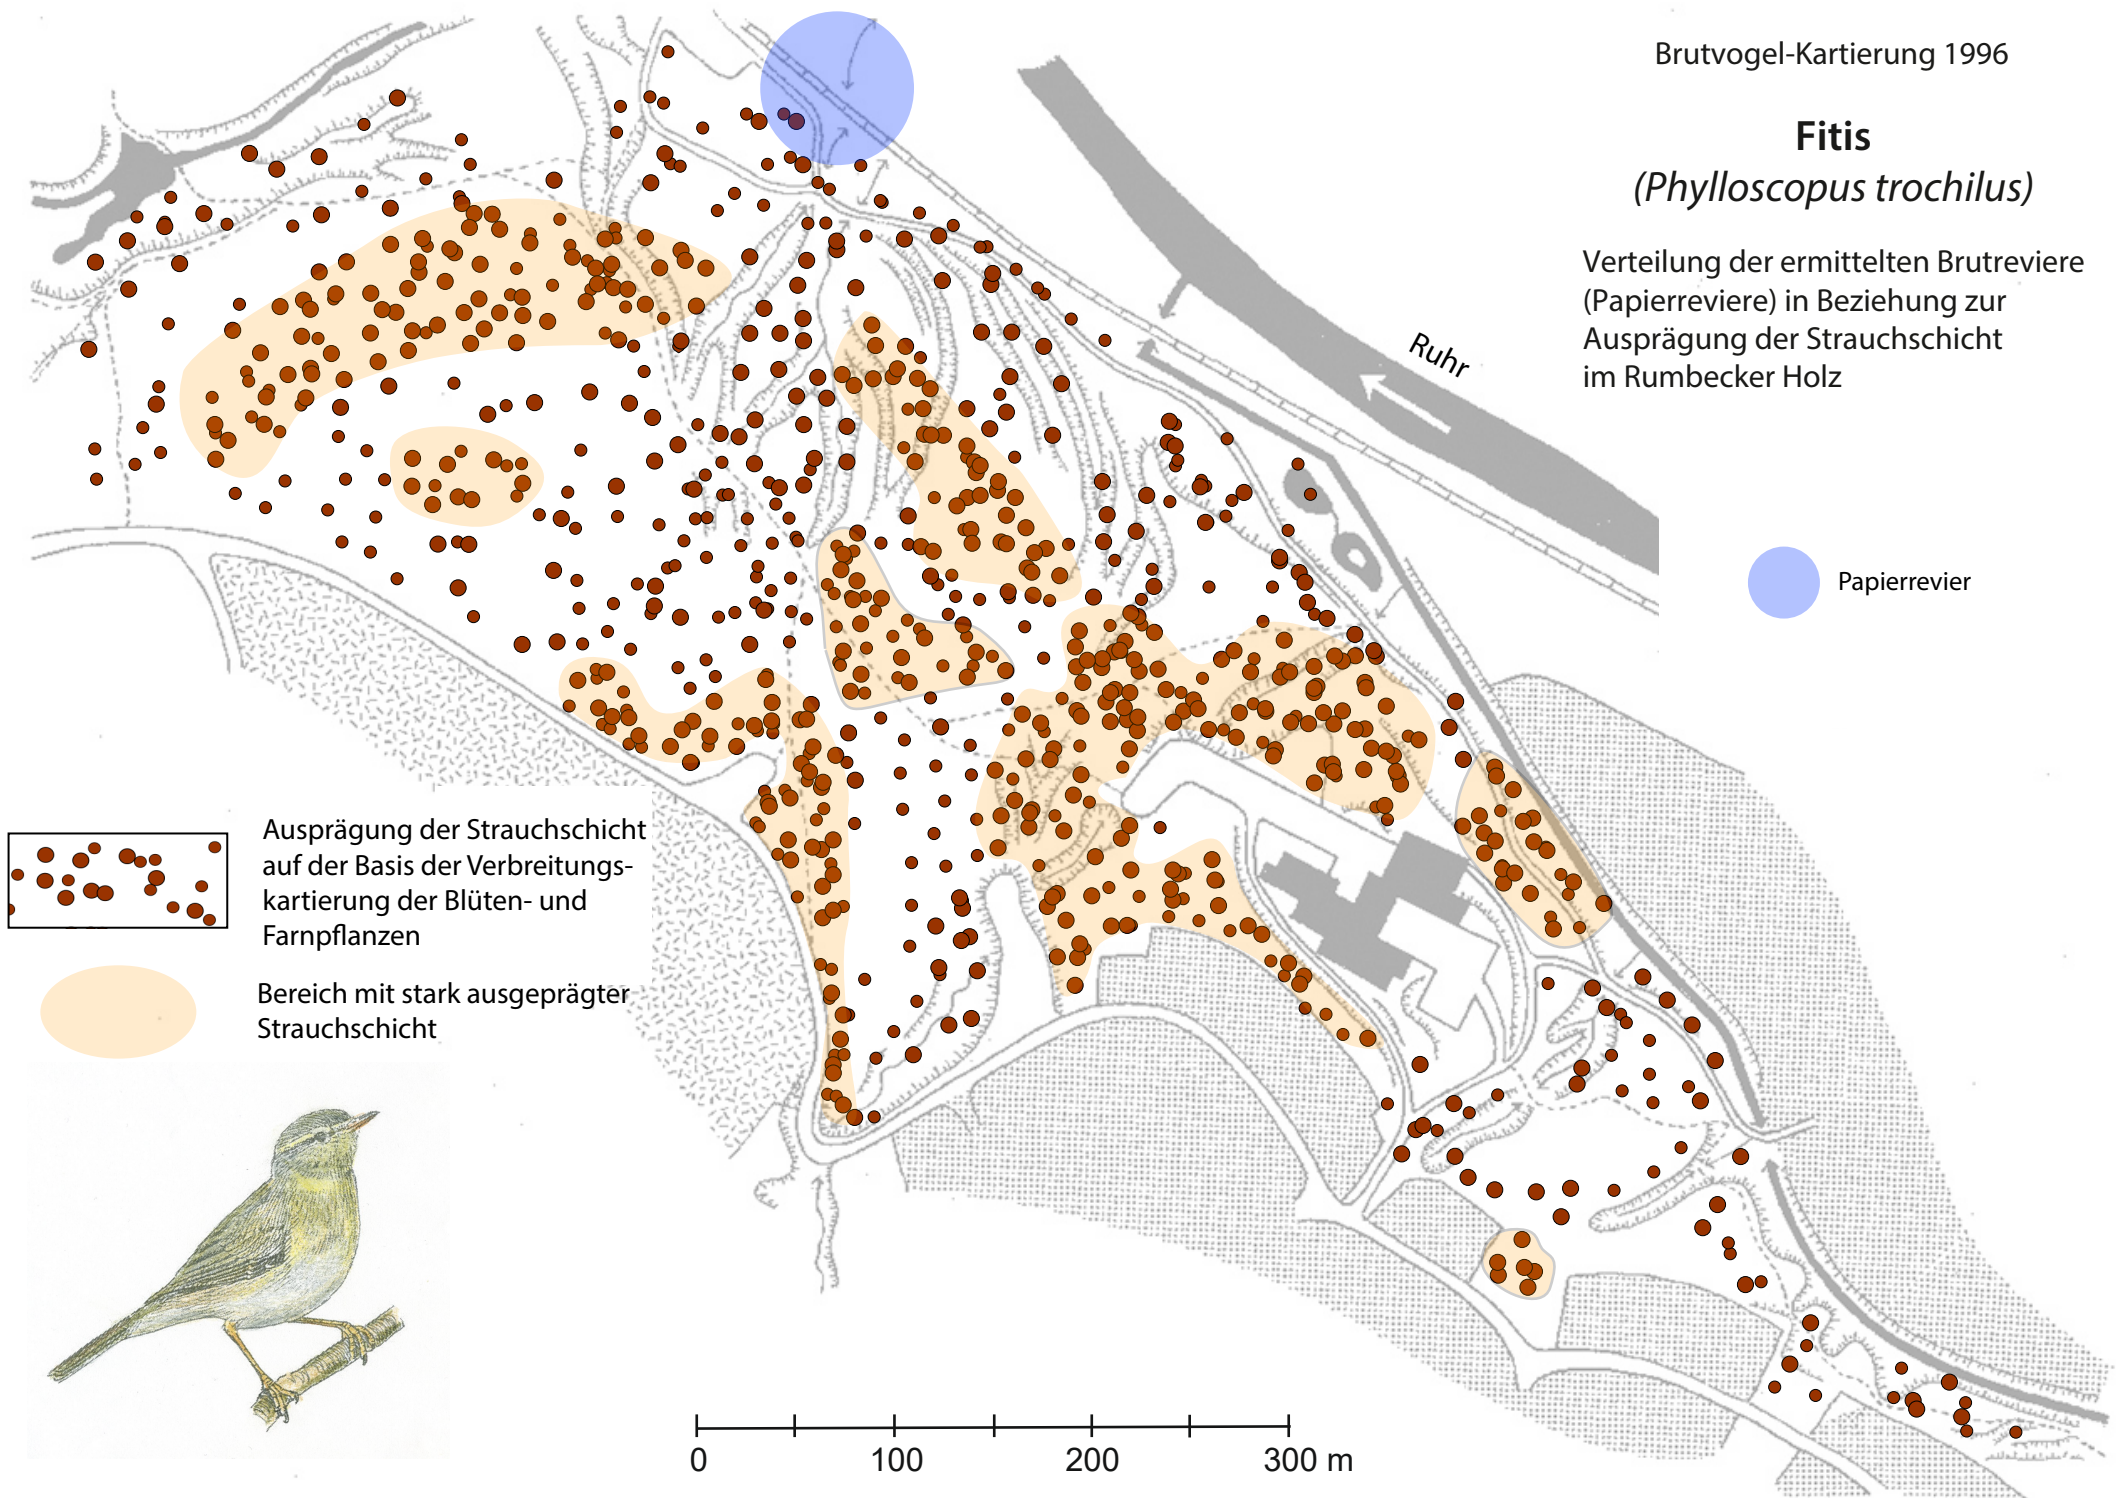 Brutvogel-Kartierung 1996
Fitis
(Phylloscopus trochilus)
Verteilung der ermittelten Brutreviere
(Papierreviere) in Beziehung zur
Ausprägung der Strauchschicht
im Rumbecker Holz
Ruhr
Papierrevier
Ausprägung der Strauchschicht
auf der Basis der Verbreitungs-
kartierung der Blüten- und
Farnpflanzen
Bereich mit stark ausgeprägter
Strauchschicht
0 100 200 300 m